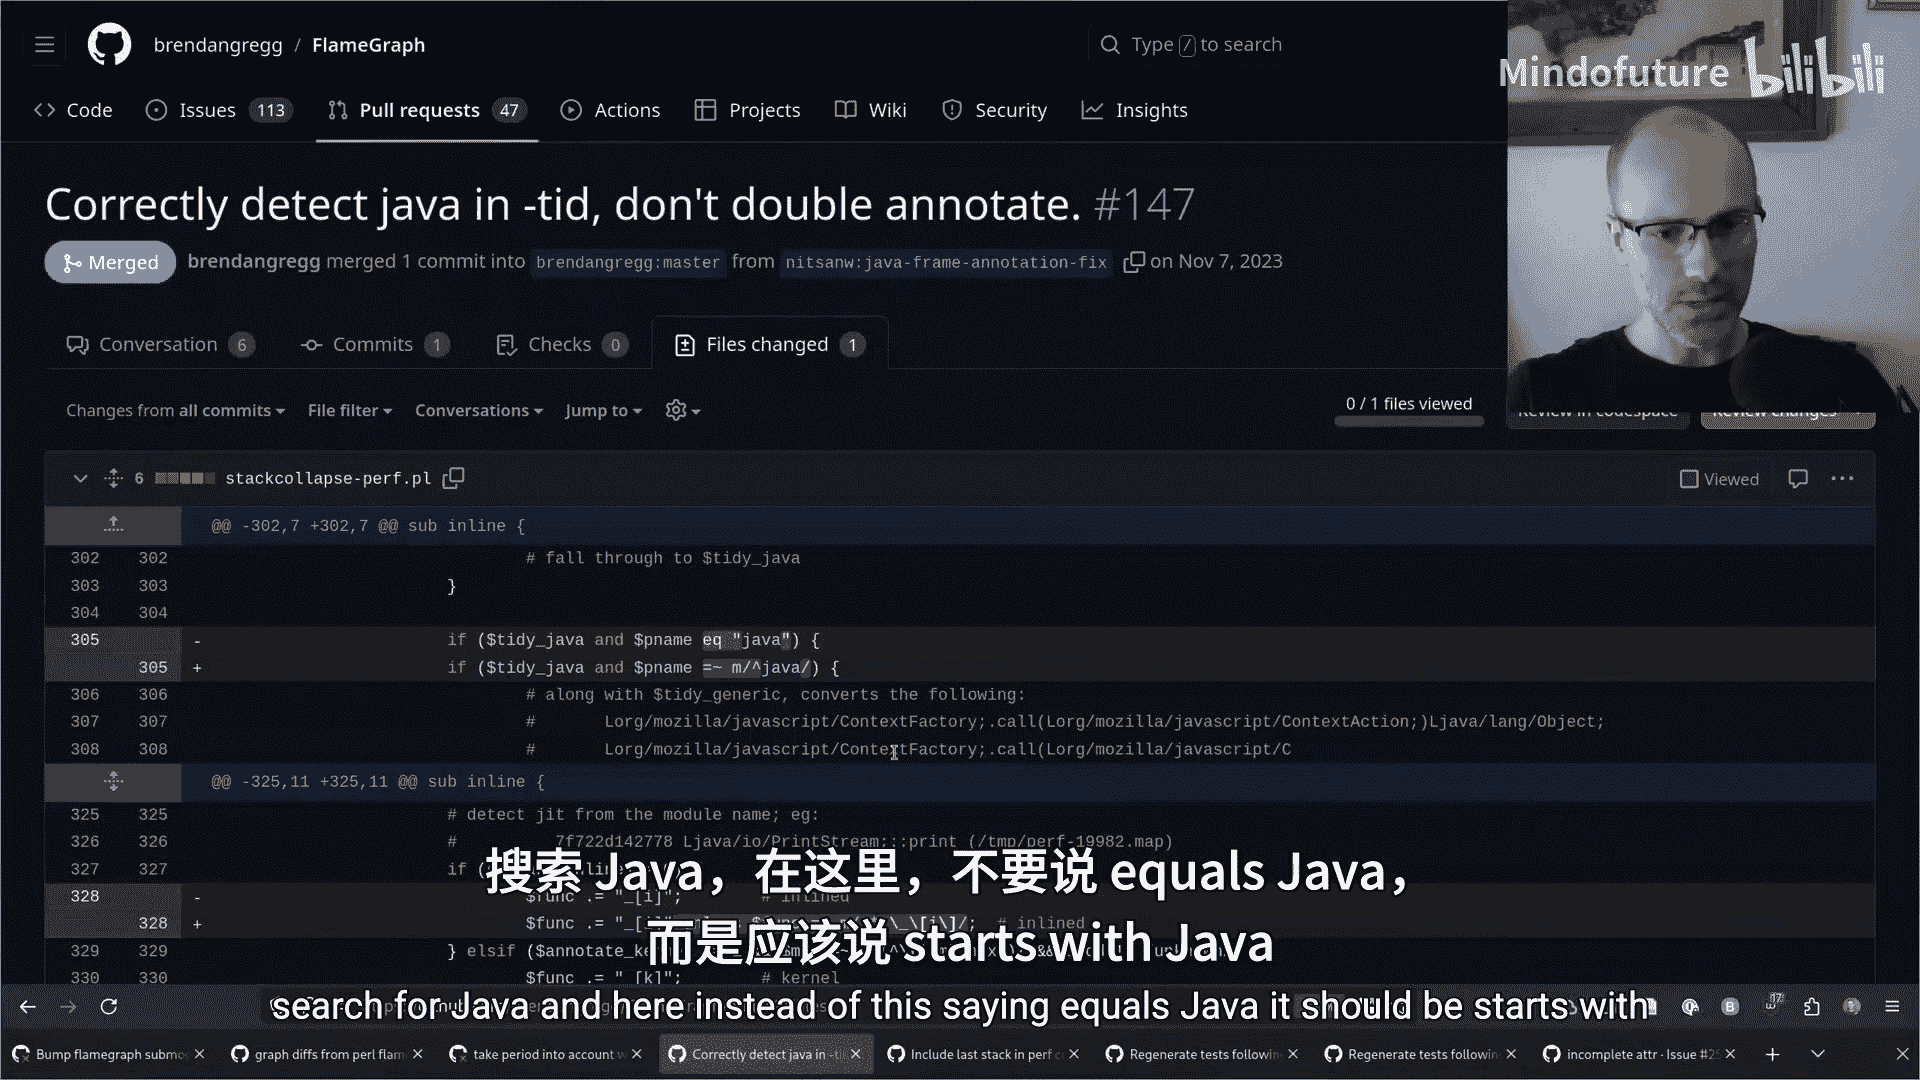 brendangregg / FlameGraph
Type / to search
Mindofuture bilibili
Code Issues 113 Pull requests 47 Actions Projects Wiki Security Insights
Correctly detect java in -tid, don't double annotate. #147
Merged brendangregg merged 1 commit into brendangregg:master from nitsanw:java-frame-annotation-fix on Nov 7, 2023
Conversation 6 Commits 1 Checks 0 Files changed 1
Changes from all commits File filter Conversations Jump to
0 / 1 files viewed
Review in codespace Review changes
6 stackcollapse-perf.pl Viewed
@@ -302,7 +302,7 @@ sub inline {
302 302 # fall through to $tidy_java
303 303 }
304 304
305 - if ($tidy_java and $pname eq "java") {
305 + if ($tidy_java and $pname =~ m/^java/) {
306 306 # along with $tidy_generic, converts the following:
307 307 # Lorg/mozilla/javascript/ContextFactory;.call(Lorg/mozilla/javascript/ContextAction;)Ljava/lang/Object;
308 308 # Lorg/mozilla/javascript/ContextFactory;.call(Lorg/mozilla/javascript/C
@@ -325,11 +325,11 @@ sub inline {
325 325 # detect jit from the module name; eg:
326 326 # 7f722d142778 Ljava/io/PrintStream;::print (/tmp/perf-19982.map)
327 327 if (
搜索 Java，在这里，不要说 equals Java，
328 - $func .= "_[i]"; # inlined
328 + $func .= "_[ \_\[i\]/; # inlined
而是应该说 starts with Java
329 329 } elsif ($annotate_ke
330 330 $func .= "_[k]"; # kernel
search for Java and here instead of this saying equals Java it should be starts with
Bump flamegraph submo graph diffs from perl flam take period into account w Correctly detect java in -ti Include last stack in perf c Regenerate tests followin Regenerate tests followin incomplete attr · Issue #25